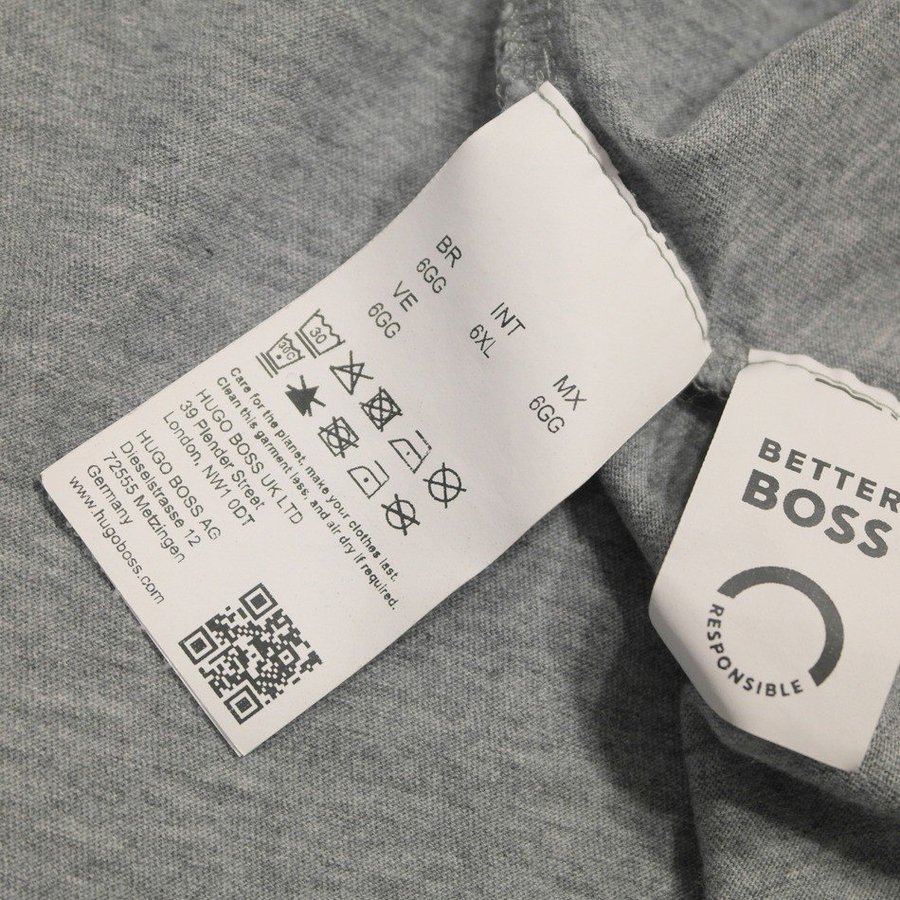 BR
6GG
INT
6XL
MX
6GG
VE
6GG
30
30C
Care for the planet, make your clothes last.
Clean this garment less, and air dry if required.
HUGO BOSS UK LTD
39 Plender Street
London, NW1 0DT
HUGO BOSS AG
Dieselstrasse 12
72555 Metzingen
Germany
www.hugoboss.com
BETTER
BOSS
RESPONSIBLE